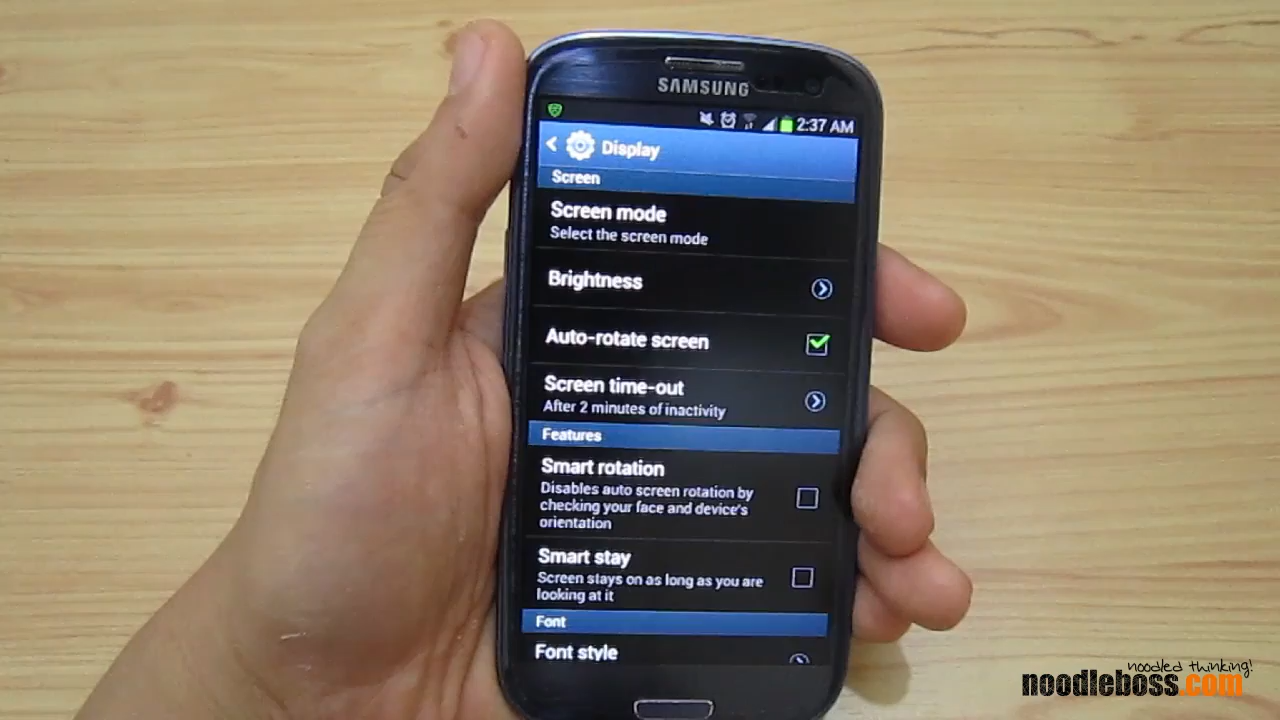 SAMSUNG
2:37 AM
Display
Screen
Screen mode
Select the screen mode
Brightness
Auto-rotate screen
Screen time-out
After 2 minutes of inactivity
Features
Smart rotation
Disables auto screen rotation by
checking your face and device's
orientation
Smart stay
Screen stays on as long as you are
looking at it
Font
Font style
noodled thinking!
noodleboss.com